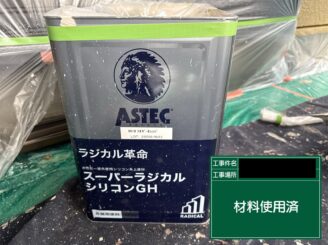 ASTEC
ラジカル革命
スーパーラジカル
シリコンGH
RADICAL
工事件名
工事場所
材料使用済